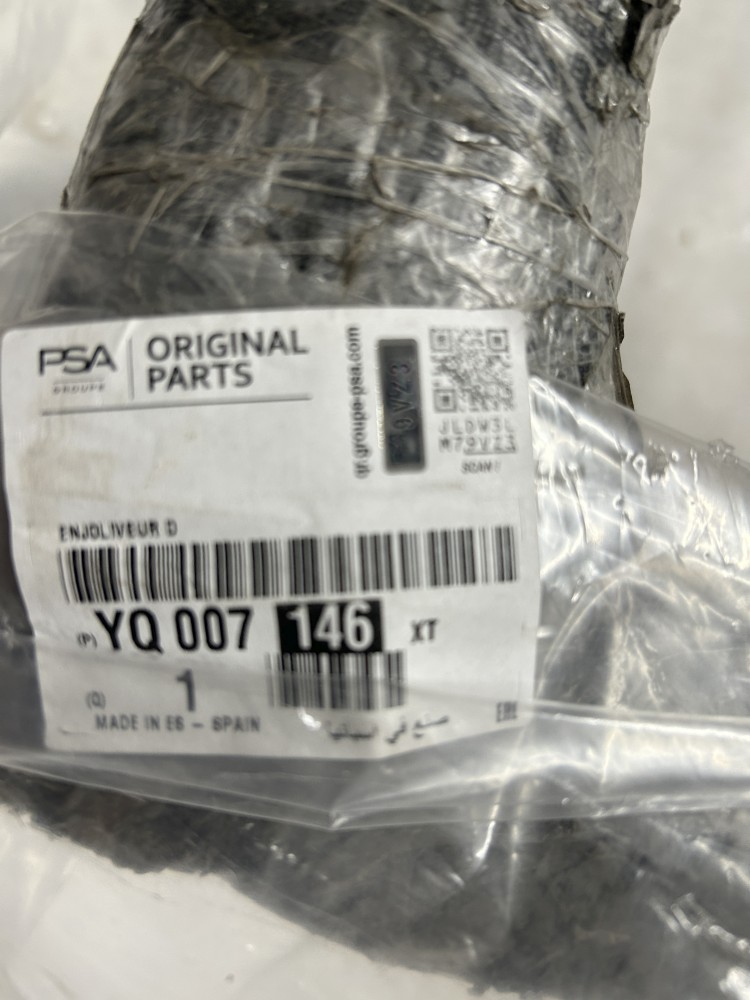 PSA
GROUPE
ORIGINAL
PARTS
qr.groupe-psa.com
JLDW3L
M79VZ3
SCAN !
ENJOLIVEUR D
(P) YQ 007 146 XT
(Q) 1
MADE IN ES - SPAIN
صنع في اسبانيا